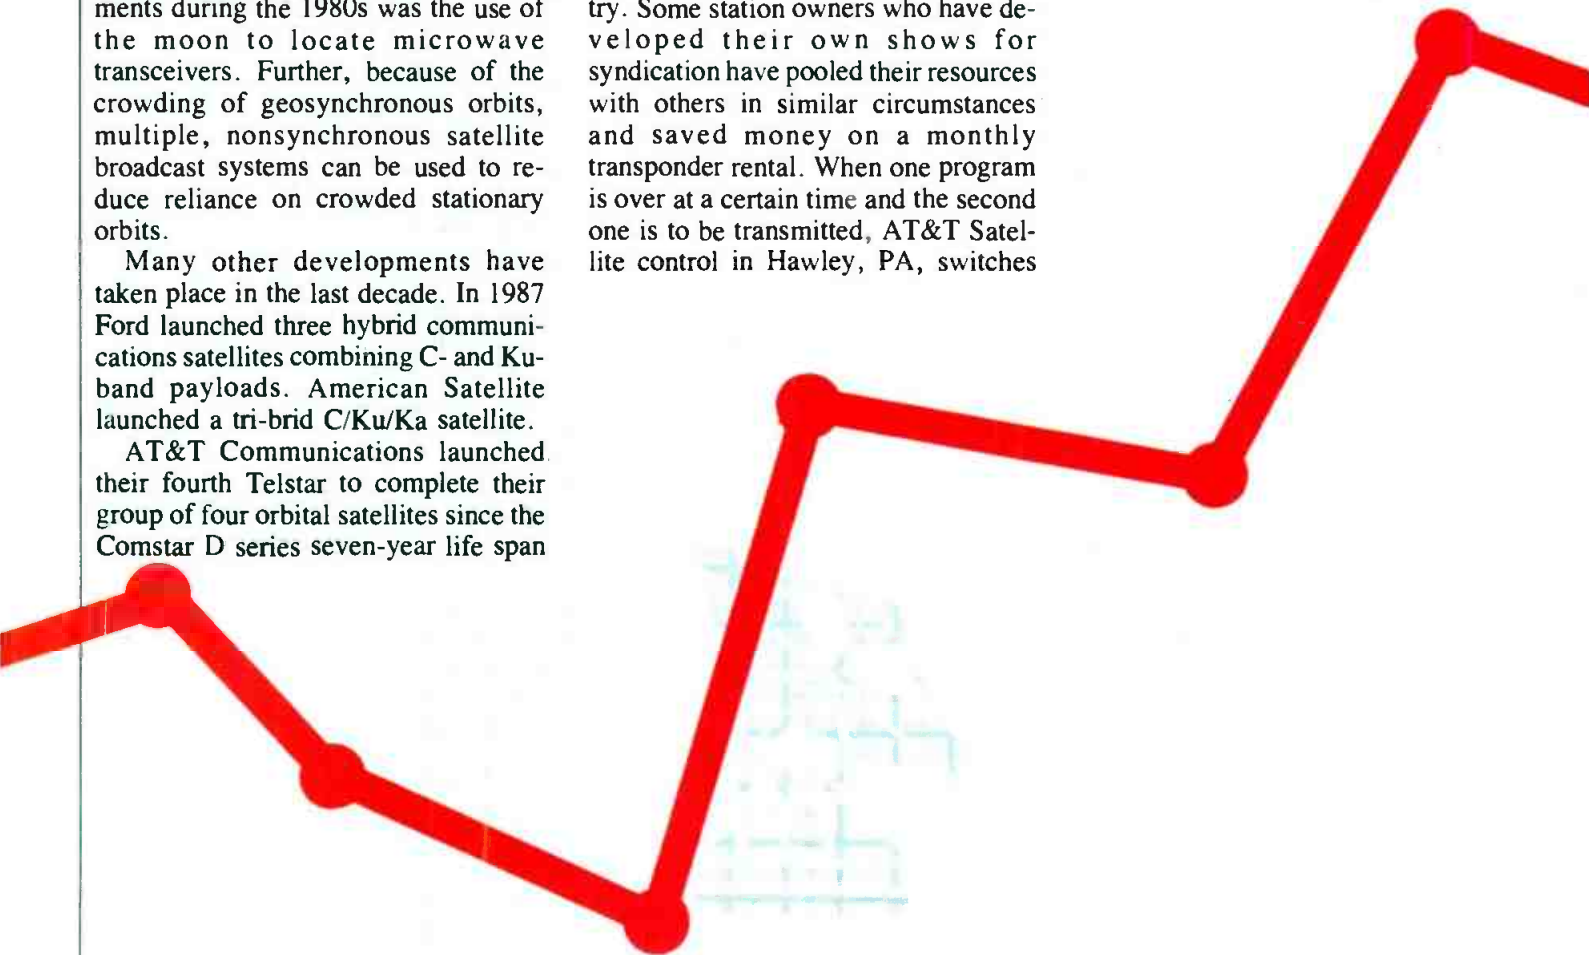 ments during the 1980s was the use of
the moon to locate microwave
transceivers. Further, because of the
crowding of geosynchronous orbits,
multiple, nonsynchronous satellite
broadcast systems can be used to re-
duce reliance on crowded stationary
orbits.
Many other developments have
taken place in the last decade. In 1987
Ford launched three hybrid communi-
cations satellites combining C- and Ku-
band payloads. American Satellite
launched a tri-brid C/Ku/Ka satellite.
AT&T Communications launched
their fourth Telstar to complete their
group of four orbital satellites since the
Comstar D series seven-year life span
try. Some station owners who have de-
veloped their own shows for
syndication have pooled their resources
with others in similar circumstances
and saved money on a monthly
transponder rental. When one program
is over at a certain time and the second
one is to be transmitted, AT&T Satel-
lite control in Hawley, PA, switches